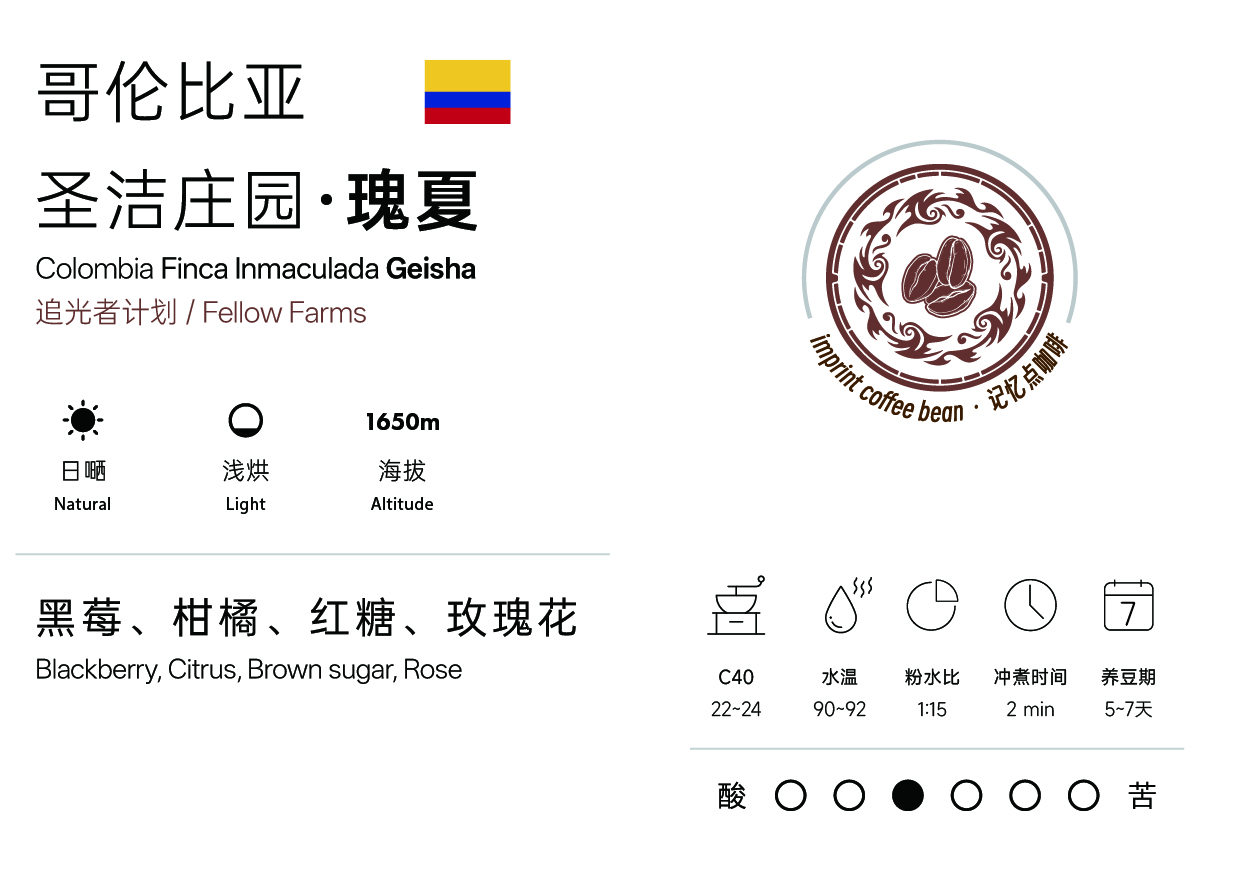 哥伦比亚
圣洁庄园·瑰夏
Colombia Finca Inmaculada Geisha
追光者计划 / Fellow Farms
1650m
日晒 浅烘 海拔
Natural Light Altitude
黑莓、柑橘、红糖、玫瑰花
Blackberry, Citrus, Brown sugar, Rose
imprint coffee bean · 记忆点咖啡
7
C40 水温 粉水比 冲煮时间 养豆期
22~24 90~92 1:15 2 min 5~7天
酸 苦